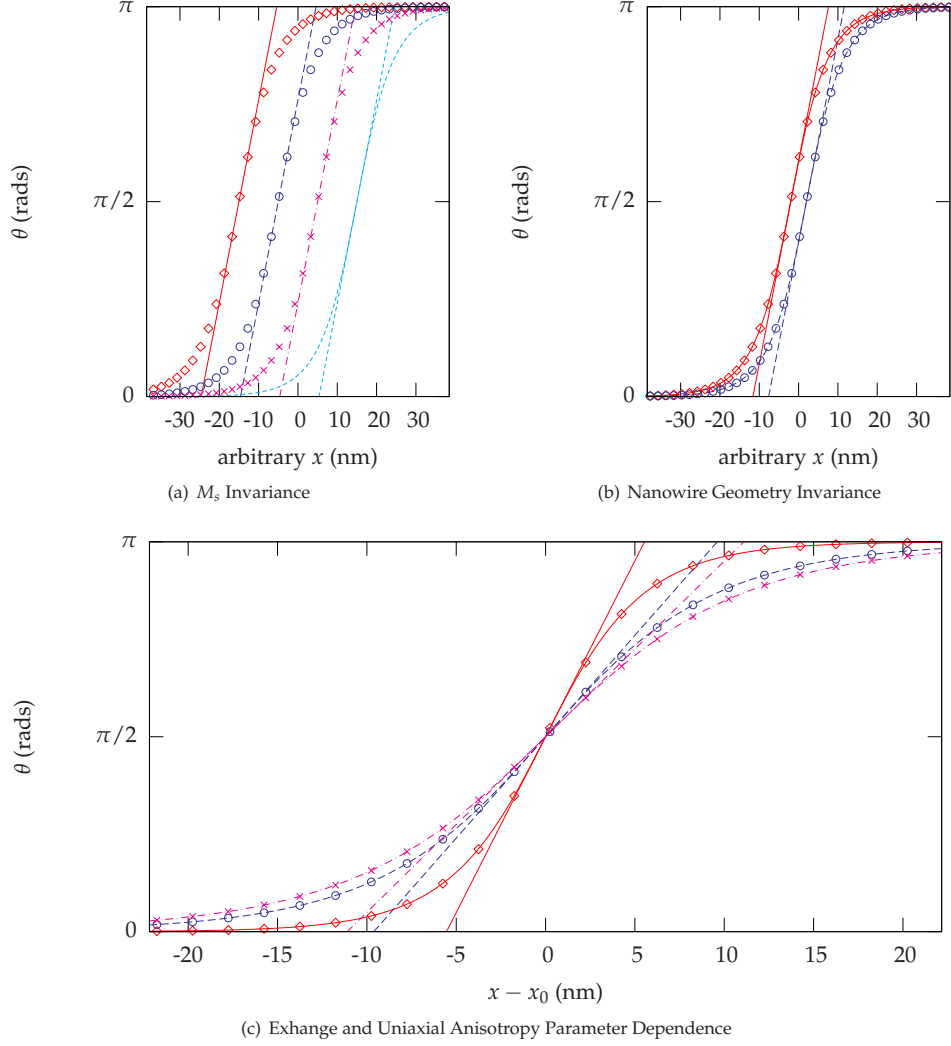 π
π/2
0
θ (rads)
-30 -20 -10 0 10 20 30
arbitrary x (nm)
(a) Mₛ Invariance
π
π/2
0
θ (rads)
-30 -20 -10 0 10 20 30
arbitrary x (nm)
(b) Nanowire Geometry Invariance
π
π/2
0
θ (rads)
-20 -15 -10 -5 0 5 10 15 20
x − x₀ (nm)
(c) Exhange and Uniaxial Anisotropy Parameter Dependence